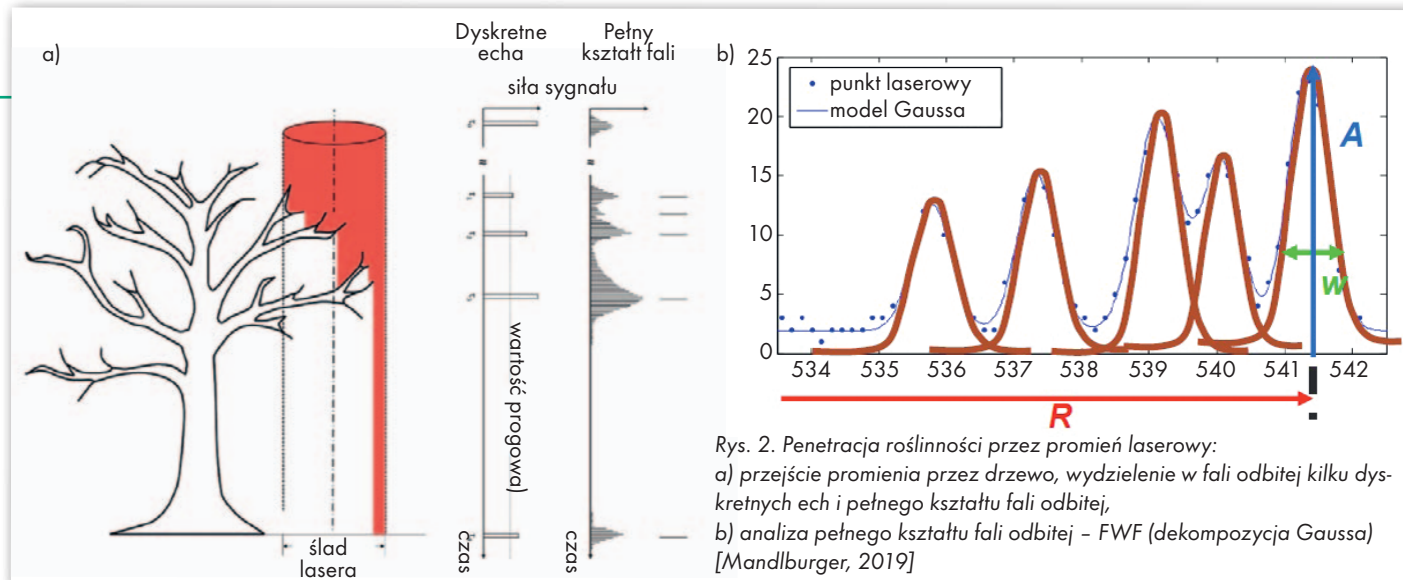 a)
Dyskretne
echa
Pełny
kształt fali
siła sygnału
≈
≈
wartość progowa)
czas
czas
ślad
lasera
b)
25
20
15
10
5
0
punkt laserowy
model Gaussa
A
w
534 535 536 537 538 539 540 541 542
R
Rys. 2. Penetracja roślinności przez promień laserowy:
a) przejście promienia przez drzewo, wydzielenie w fali odbitej kilku dys-
kretnych ech i pełnego kształtu fali odbitej,
b) analiza pełnego kształtu fali odbitej – FWF (dekompozycja Gaussa)
[Mandlburger, 2019]